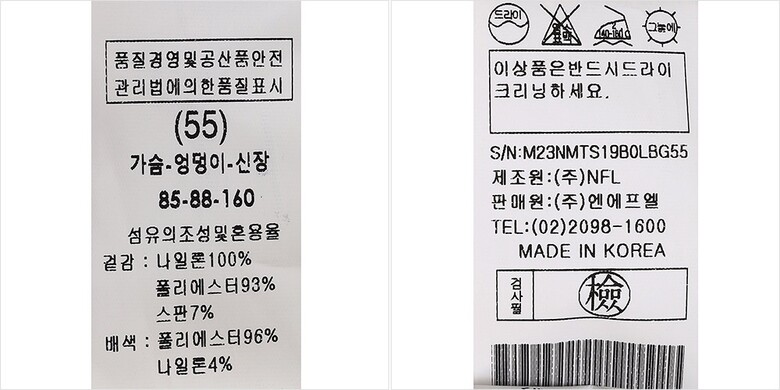 품질경영및공산품안전
관리법에의한품질표시
(55)
가슴-엉덩이-신장
85-88-160
섬유의조성및혼용율
겉감 : 나일론100%
폴리에스터93%
스판7%
배색 : 폴리에스터96%
나일론4%
드라이
염소표백
140-160℃
그늘에
이상품은반드시드라이
크리닝하세요.
S/N:M23NMTS19B0LBG55
제조원:(주)NFL
판매원:(주)엔에프엘
TEL:(02)2098-1600
MADE IN KOREA
검사필
檢